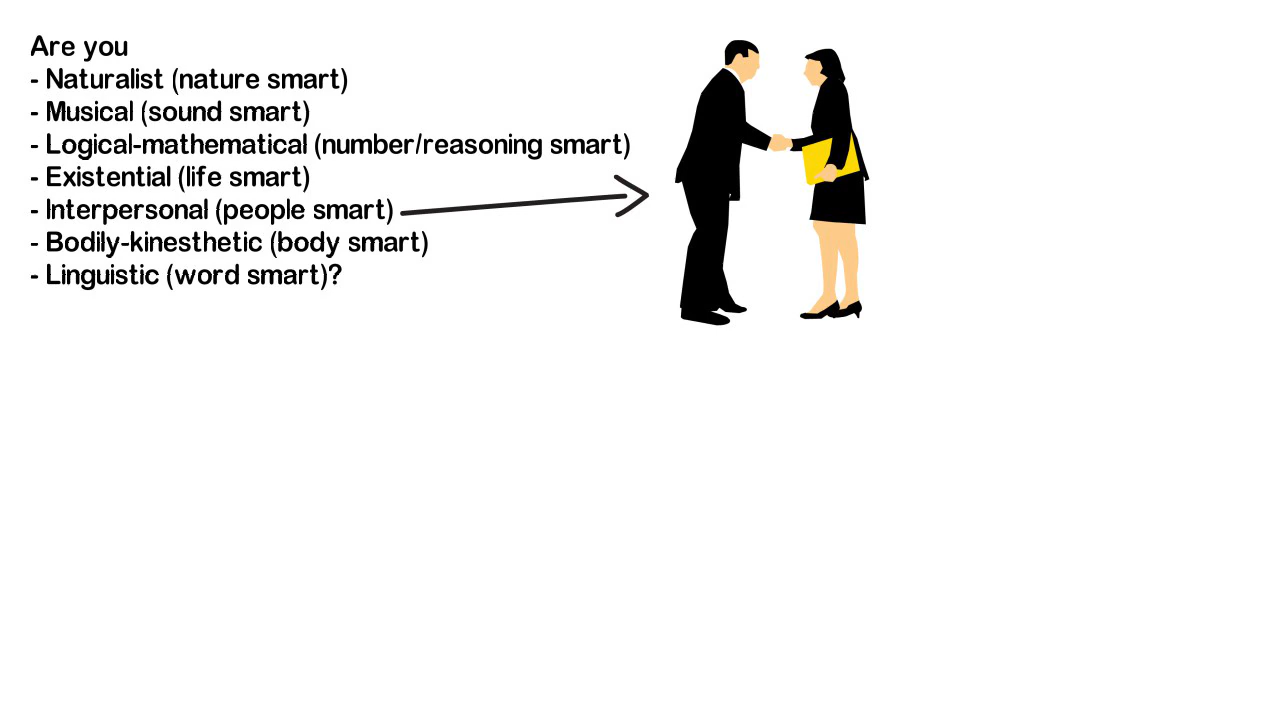 Are you
- Naturalist (nature smart)
- Musical (sound smart)
- Logical-mathematical (number/reasoning smart)
- Existential (life smart)
- Interpersonal (people smart)
- Bodily-kinesthetic (body smart)
- Linguistic (word smart)?